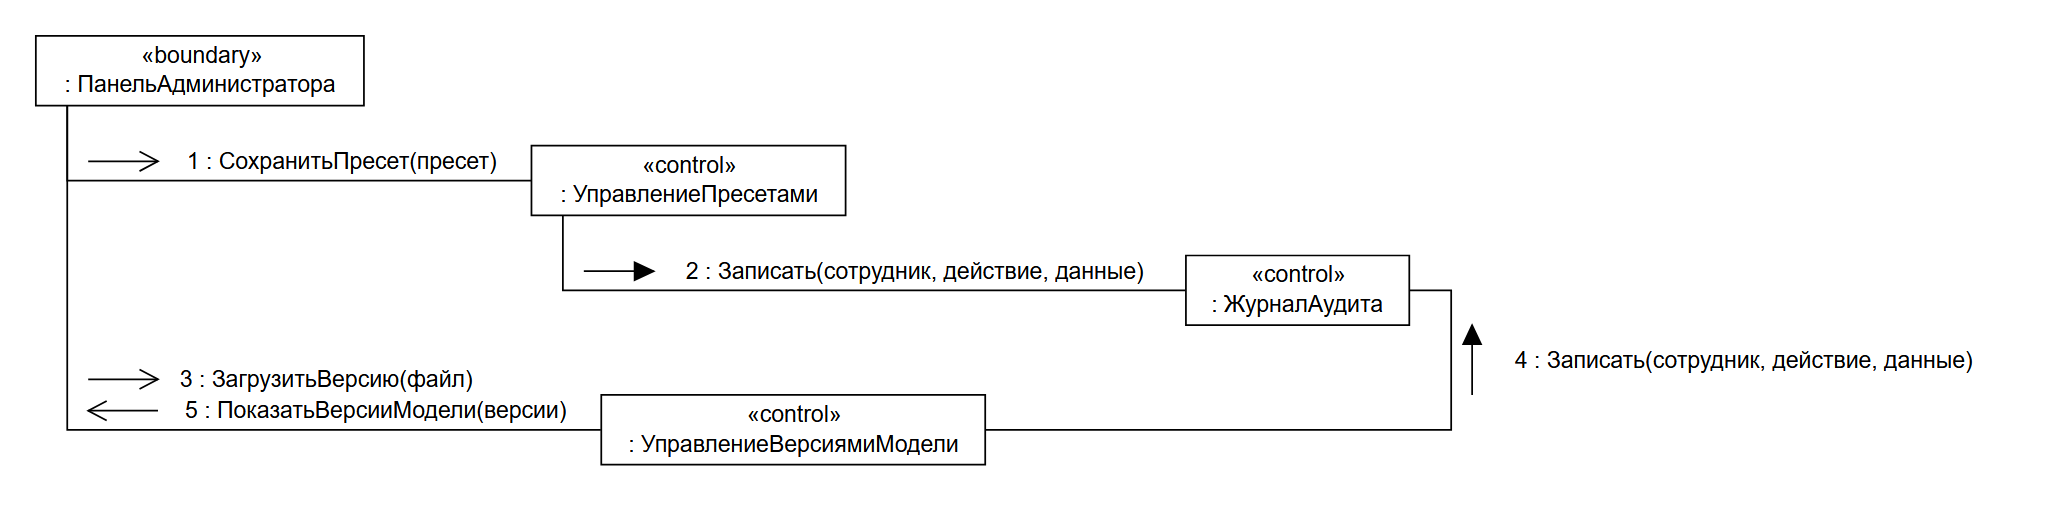 «boundary»
: ПанельАдминистратора
1 : СохранитьПресет(пресет)
«control»
: УправлениеПресетами
2 : Записать(сотрудник, действие, данные)
«control»
: ЖурналАудита
4 : Записать(сотрудник, действие, данные)
3 : ЗагрузитьВерсию(файл)
5 : ПоказатьВерсииМодели(версии)
«control»
: УправлениеВерсиямиМодели